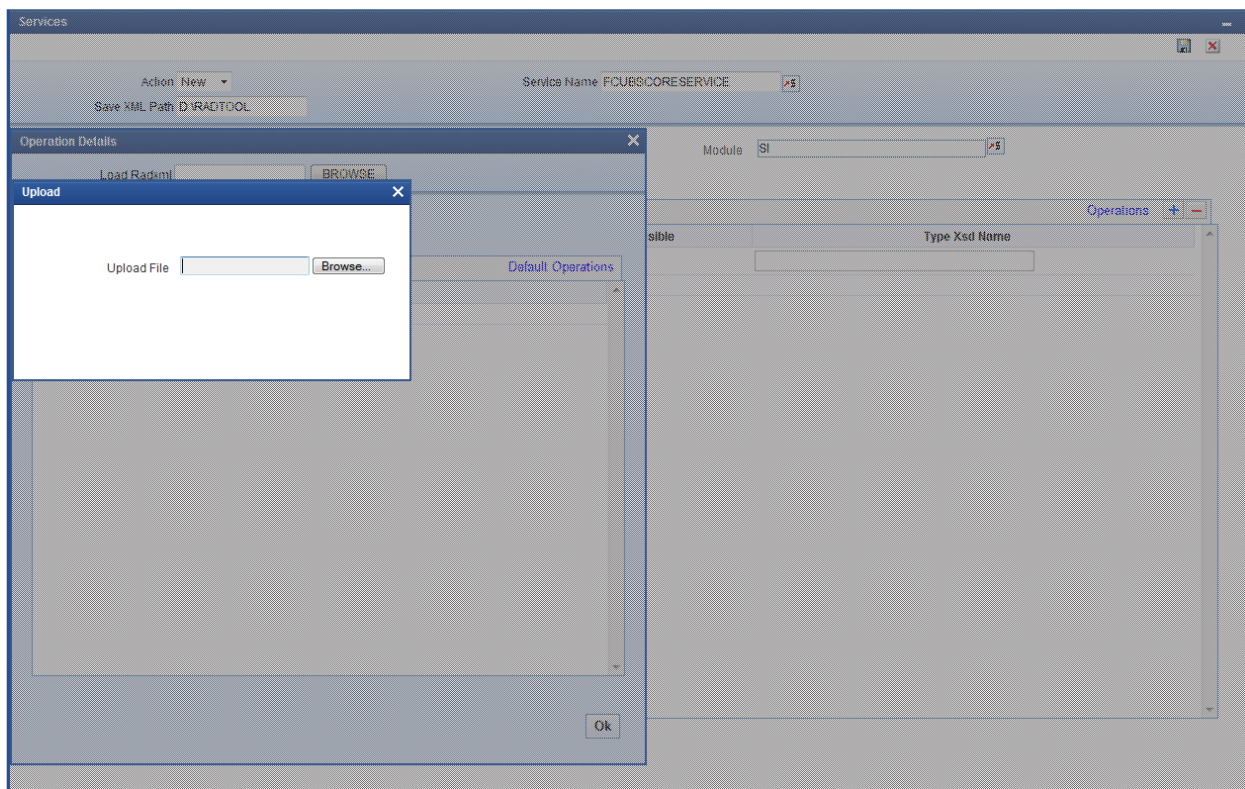 Services
Action New
Service Name FCUBSCORESERVICE
Save XML Path D:\RADTOOL
Operation Details
Module SI
Load Radxml BROWSE
Upload
Operations
sible
Type Xsd Name
Upload File Browse...
Default Operations
Ok